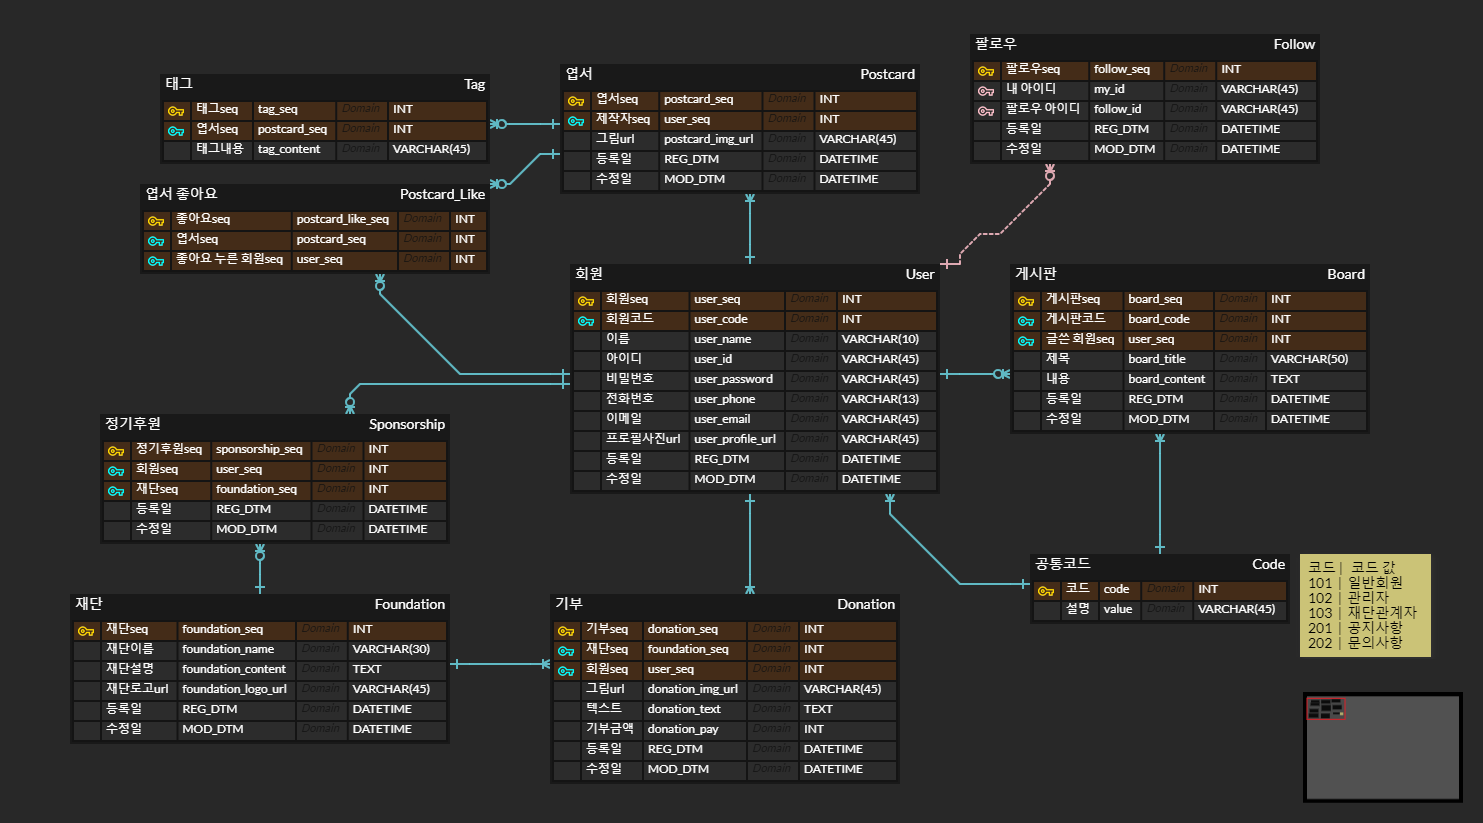 태그 Tag
태그seq tag_seq Domain INT
엽서seq postcard_seq Domain INT
태그내용 tag_content Domain VARCHAR(45)
엽서 Postcard
엽서seq postcard_seq Domain INT
제작자seq user_seq Domain INT
그림url postcard_img_url Domain VARCHAR(45)
등록일 REG_DTM Domain DATETIME
수정일 MOD_DTM Domain DATETIME
팔로우 Follow
팔로우seq follow_seq Domain INT
내 아이디 my_id Domain VARCHAR(45)
팔로우 아이디 follow_id Domain VARCHAR(45)
등록일 REG_DTM Domain DATETIME
수정일 MOD_DTM Domain DATETIME
엽서 좋아요 Postcard_Like
좋아요seq postcard_like_seq Domain INT
엽서seq postcard_seq Domain INT
좋아요 누른 회원seq user_seq Domain INT
회원 User
회원seq user_seq Domain INT
회원코드 user_code Domain INT
이름 user_name Domain VARCHAR(10)
아이디 user_id Domain VARCHAR(45)
비밀번호 user_password Domain VARCHAR(45)
전화번호 user_phone Domain VARCHAR(13)
이메일 user_email Domain VARCHAR(45)
프로필사진url user_profile_url Domain VARCHAR(45)
등록일 REG_DTM Domain DATETIME
수정일 MOD_DTM Domain DATETIME
게시판 Board
게시판seq board_seq Domain INT
게시판코드 board_code Domain INT
글쓴 회원seq user_seq Domain INT
제목 board_title Domain VARCHAR(50)
내용 board_content Domain TEXT
등록일 REG_DTM Domain DATETIME
수정일 MOD_DTM Domain DATETIME
정기후원 Sponsorship
정기후원seq sponsorship_seq Domain INT
회원seq user_seq Domain INT
재단seq foundation_seq Domain INT
등록일 REG_DTM Domain DATETIME
수정일 MOD_DTM Domain DATETIME
공통코드 Code
코드 code Domain INT
설명 value Domain VARCHAR(45)
코드 | 코드 값
101 | 일반회원
102 | 관리자
103 | 재단관계자
201 | 공지사항
202 | 문의사항
재단 Foundation
재단seq foundation_seq Domain INT
재단이름 foundation_name Domain VARCHAR(30)
재단설명 foundation_content Domain TEXT
재단로고url foundation_logo_url Domain VARCHAR(45)
등록일 REG_DTM Domain DATETIME
수정일 MOD_DTM Domain DATETIME
기부 Donation
기부seq donation_seq Domain INT
재단seq foundation_seq Domain INT
회원seq user_seq Domain INT
그림url donation_img_url Domain VARCHAR(45)
텍스트 donation_text Domain TEXT
기부금액 donation_pay Domain INT
등록일 REG_DTM Domain DATETIME
수정일 MOD_DTM Domain DATETIME